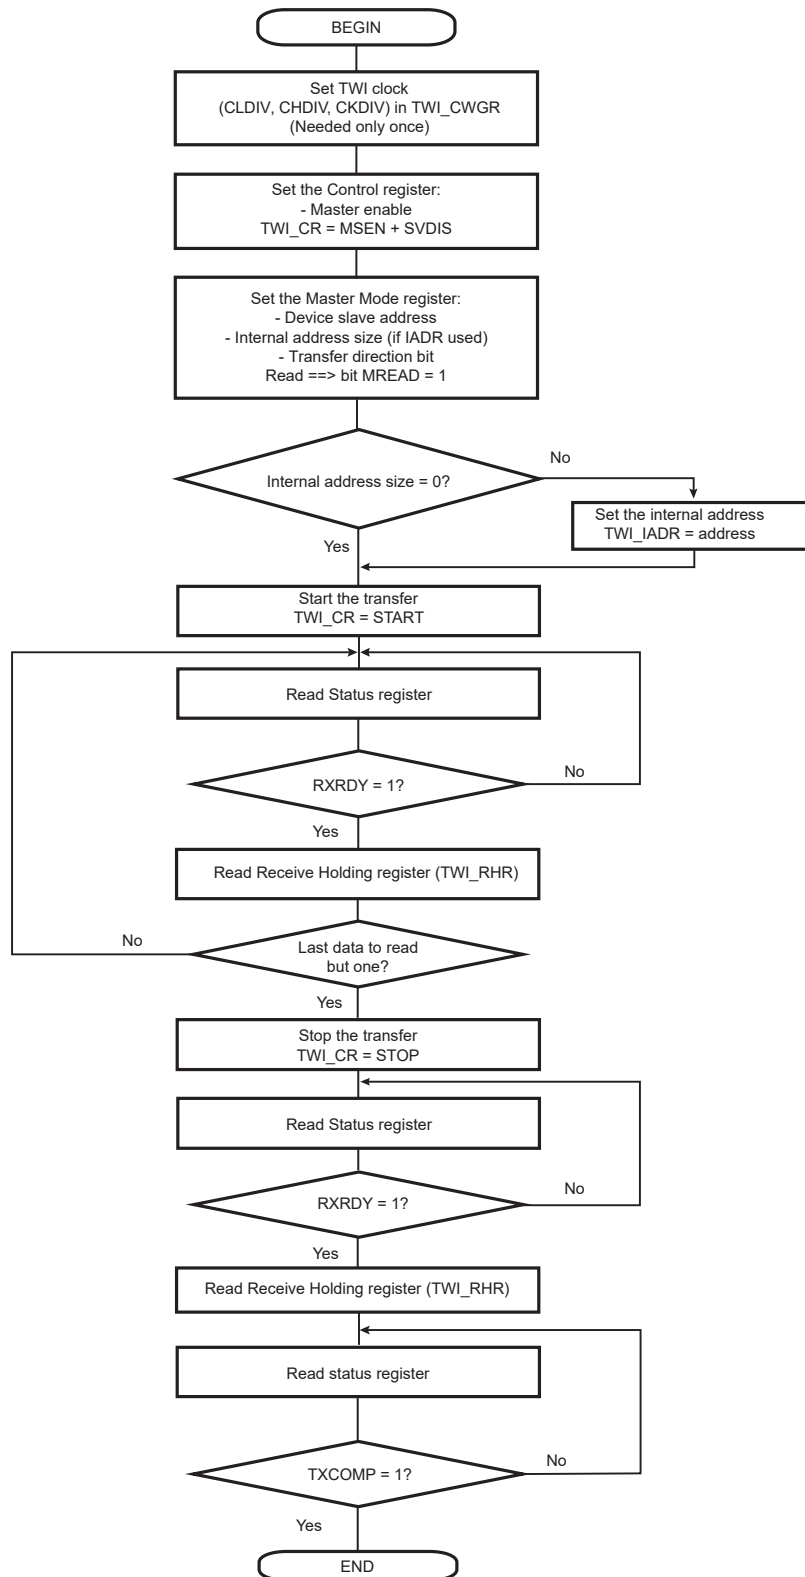 BEGIN
Set TWI clock
(CLDIV, CHDIV, CKDIV) in TWI_CWGR
(Needed only once)
Set the Control register:
- Master enable
TWI_CR = MSEN + SVDIS
Set the Master Mode register:
- Device slave address
- Internal address size (if IADR used)
- Transfer direction bit
Read ==> bit MREAD = 1
Internal address size = 0?
No
Set the internal address
TWI_IADR = address
Yes
Start the transfer
TWI_CR = START
Read Status register
RXRDY = 1?
No
Yes
Read Receive Holding register (TWI_RHR)
No
Last data to read
but one?
Yes
Stop the transfer
TWI_CR = STOP
Read Status register
RXRDY = 1?
No
Yes
Read Receive Holding register (TWI_RHR)
Read status register
TXCOMP = 1?
No
Yes
END